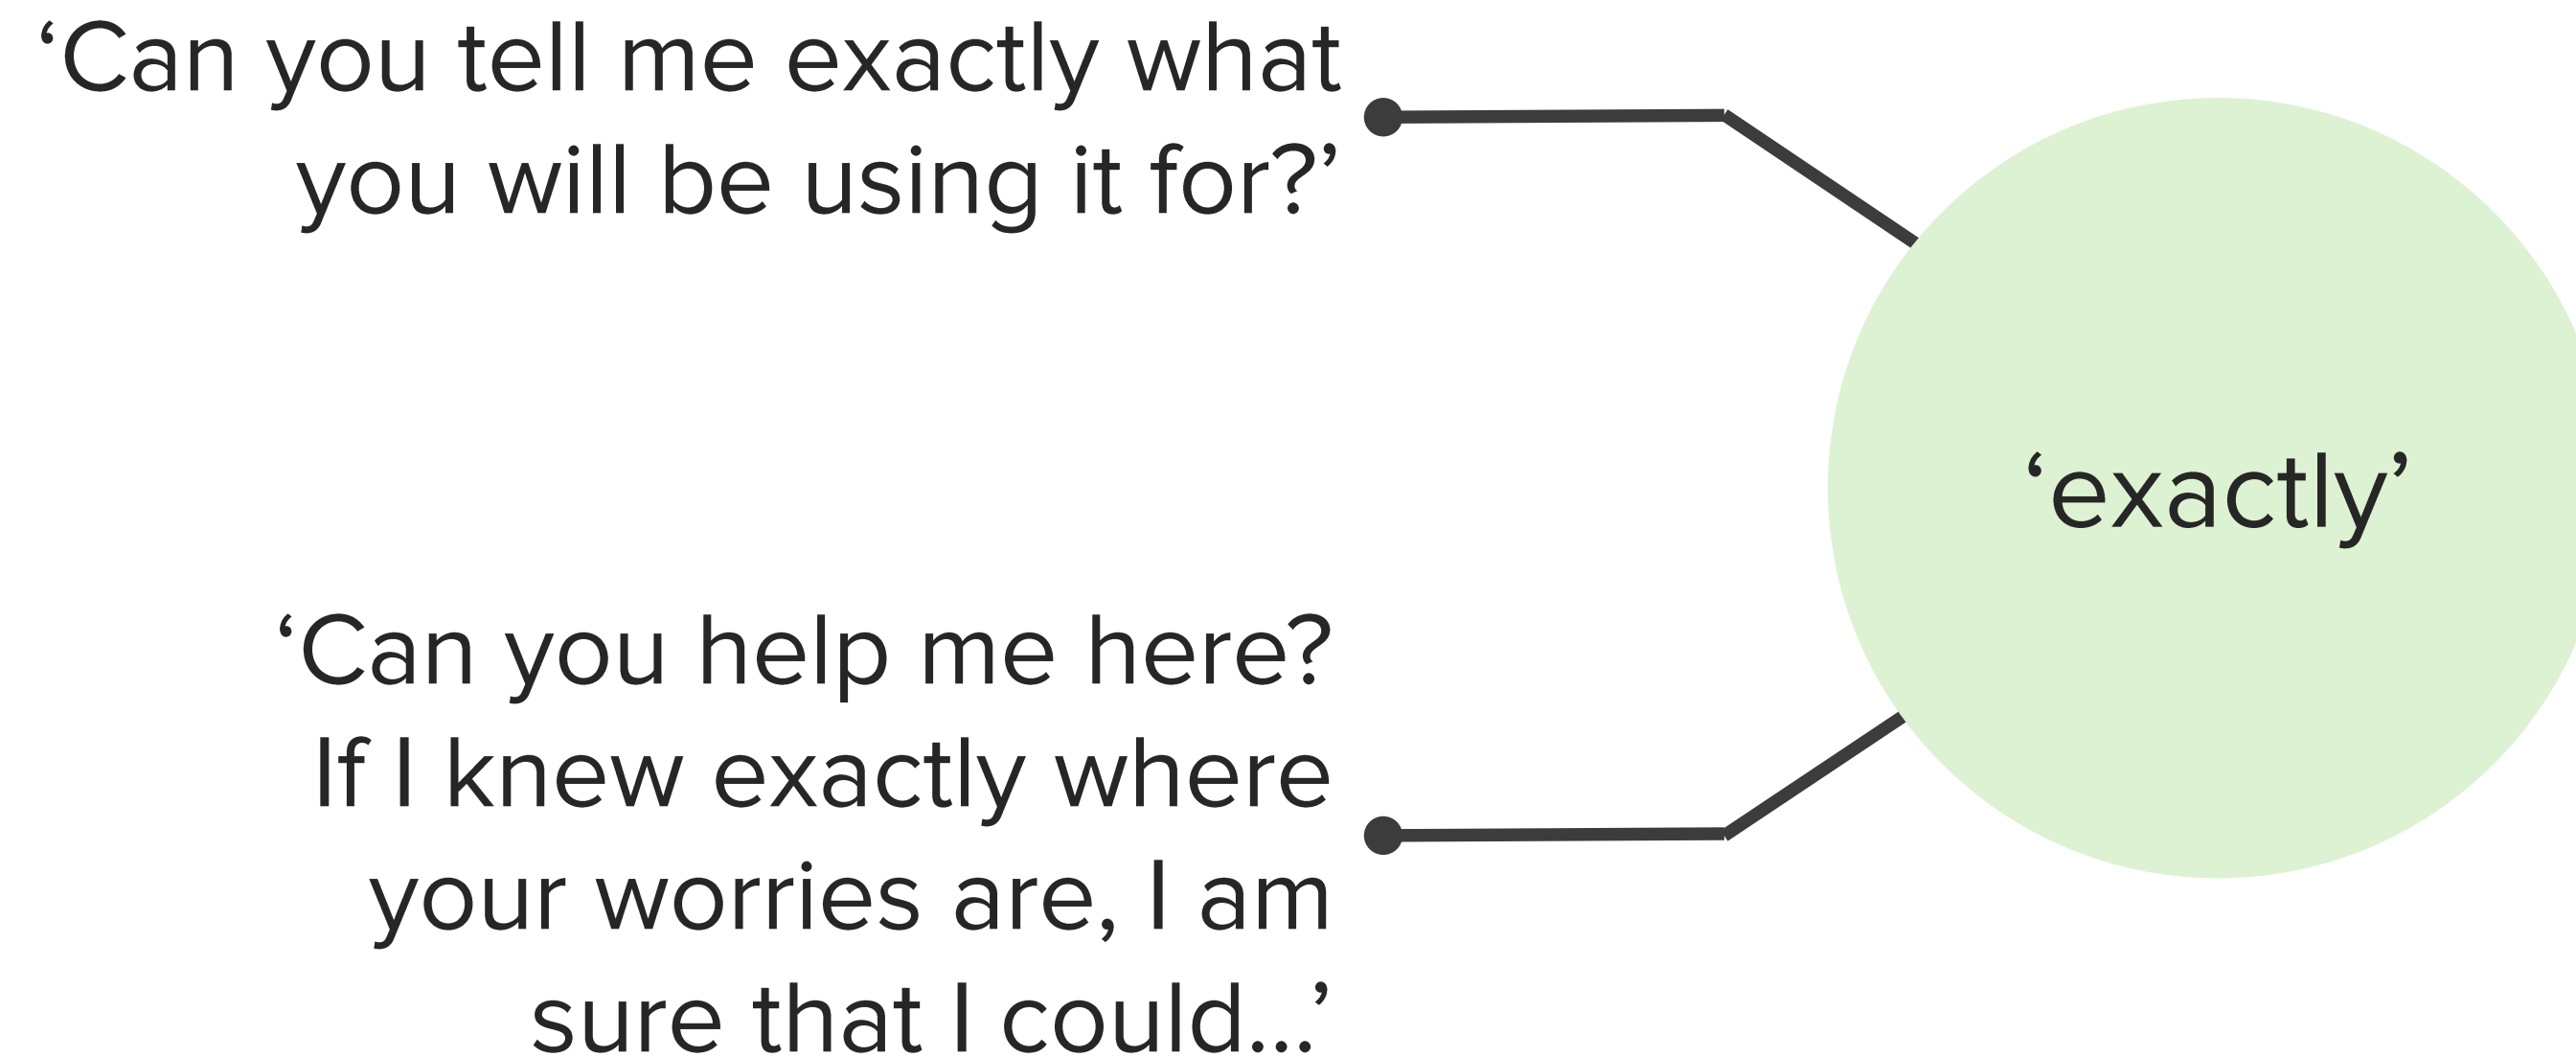 ‘Can you tell me exactly what
you will be using it for?’
‘exactly’
‘Can you help me here?
If I knew exactly where
your worries are, I am
sure that I could...’